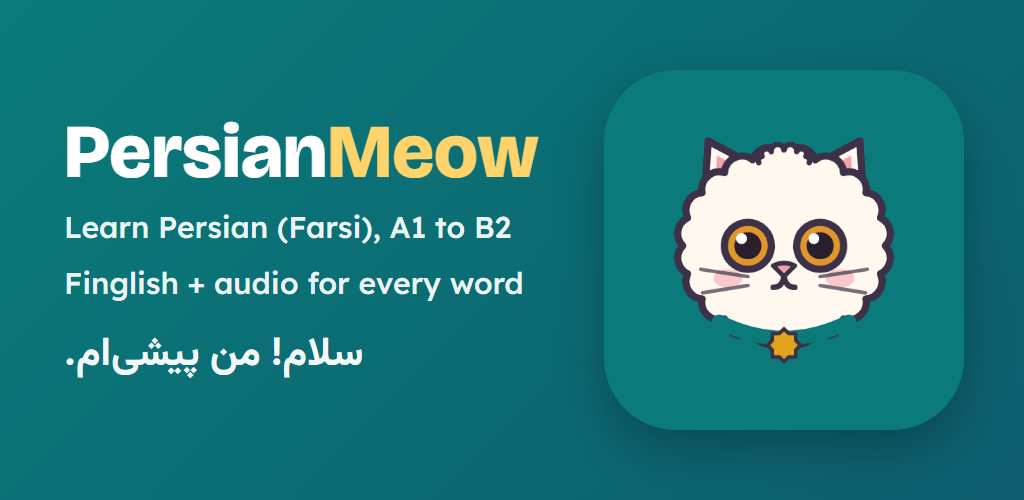 PersianMeow
Learn Persian (Farsi), A1 to B2
Finglish + audio for every word
سلام! من پیشی‌ام.